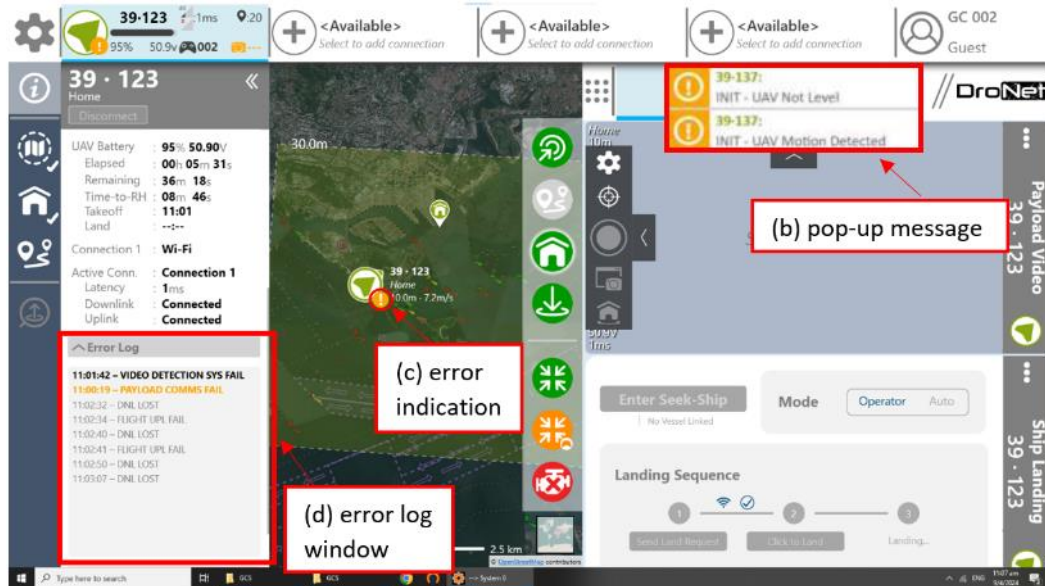 39·123
1ms
:20
95%
50.9v
002
<Available>
Select to add connection
<Available>
Select to add connection
<Available>
Select to add connection
GC 002
Guest
39 · 123
Home
Disconnect
UAV Battery : 95% 50.90V
Elapsed : 00h 05m 31s
Remaining : 36m 18s
Time-to-RH : 08m 46s
Takeoff : 11:01
Land : --:--
Connection 1 : Wi-Fi
Active Conn. : Connection 1
Latency : 1ms
Downlink : Connected
Uplink : Connected
Error Log
11:01:42 – VIDEO DETECTION SYS FAIL
11:00:19 – PAYLOAD COMMS FAIL
11:02:32 – DNL LOST
11:02:34 – FLIGHT UPL FAIL
11:02:40 – DNL LOST
11:02:41 – FLIGHT UPL FAIL
11:02:50 – DNL LOST
11:03:07 – DNL LOST
(d) error log
window
30.0m
39 · 123
Home
10.0m · 7.2m/s
(c) error
indication
2.5 km
© OpenStreetMap contributors
39-137:
INIT - UAV Not Level
39-137:
INIT - UAV Motion Detected
DroNet
(b) pop-up message
Home
10m
50.9V
1ms
Payload Video
39 · 123
Enter Seek-Ship
No Vessel Linked
Mode
Operator
Auto
Landing Sequence
1
2
3
Send Land Request
Click to Land
Landing...
Ship Landing
39 · 123
Type here to search
GCS
GCS
System 0
ENG
11:07 am